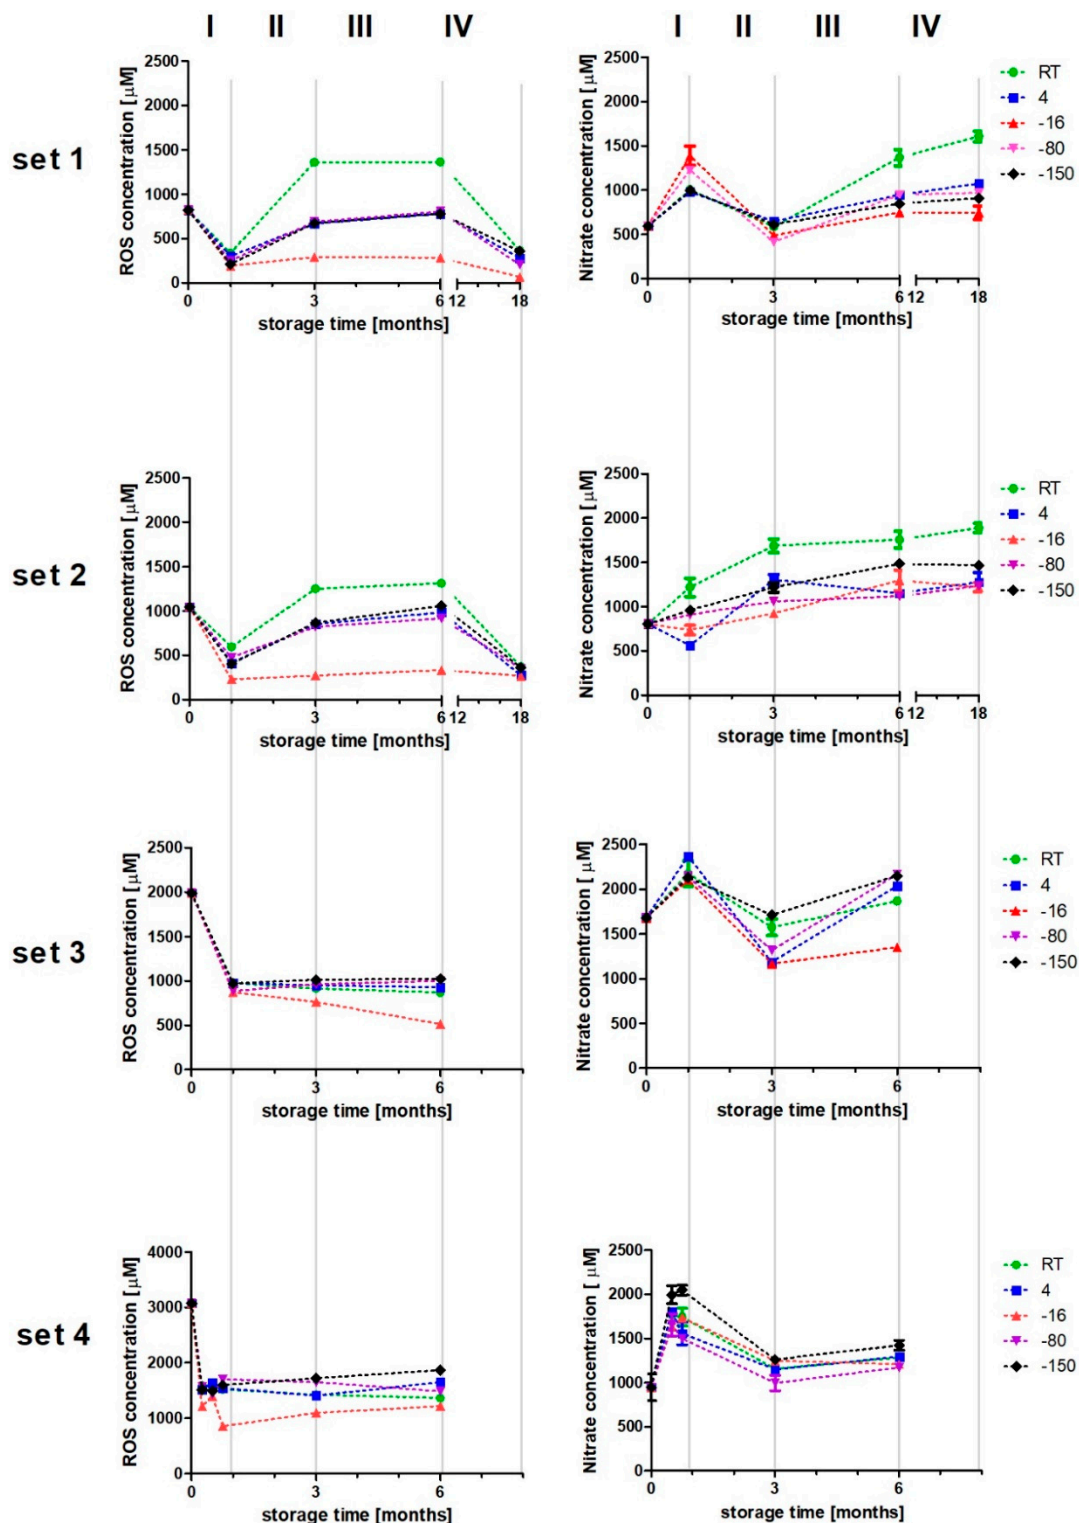 I II III IV I II III IV
set 1
ROS concentration [µM]
2500
2000
1500
1000
500
0
0 3 6 12 18
storage time [months]
Nitrate concentration [µM]
2500
2000
1500
1000
500
0
0 3 6 12 18
storage time [months]
RT
4
-16
-80
-150
set 2
ROS concentration [µM]
2500
2000
1500
1000
500
0
0 3 6 12 18
storage time [months]
Nitrate concentration [µM]
2500
2000
1500
1000
500
0
0 3 6 12 18
storage time [months]
RT
4
-16
-80
-150
set 3
ROS concentration [µM]
2500
2000
1500
1000
500
0
0 3 6
storage time [months]
Nitrate concentration [ µM]
2500
2000
1500
1000
500
0
0 3 6
storage time [months]
RT
4
-16
-80
-150
set 4
ROS concentration [µM]
4000
3000
2000
1000
0
0 3 6
storage time [months]
Nitrate concentration [ µM]
2500
2000
1500
1000
500
0
0 3 6
storage time [months]
RT
4
-16
-80
-150